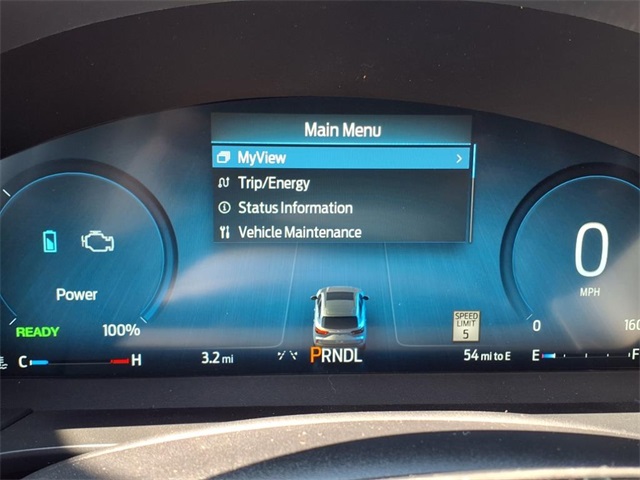 Main Menu
MyView
Trip/Energy
Status Information
Vehicle Maintenance
Power
READY 100%
0
MPH
0 160
SPEED
LIMIT
5
C H 3.2 mi PRNDL 54 mi to E E F